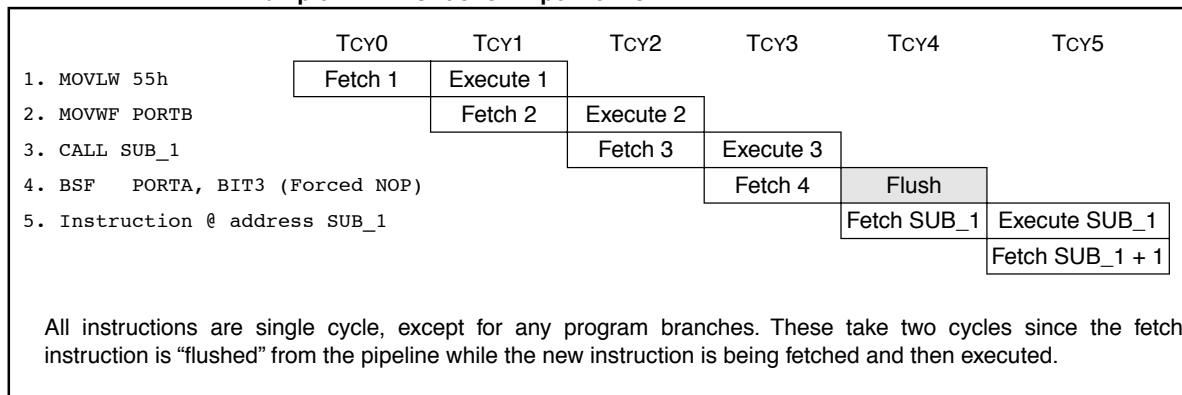 TCY0 TCY1 TCY2 TCY3 TCY4 TCY5
1. MOVLW 55h Fetch 1 Execute 1
2. MOVWF PORTB Fetch 2 Execute 2
3. CALL SUB_1 Fetch 3 Execute 3
4. BSF PORTA, BIT3 (Forced NOP) Fetch 4 Flush
5. Instruction @ address SUB_1 Fetch SUB_1 Execute SUB_1
Fetch SUB_1 + 1
All instructions are single cycle, except for any program branches. These take two cycles since the fetch
instruction is “flushed” from the pipeline while the new instruction is being fetched and then executed.